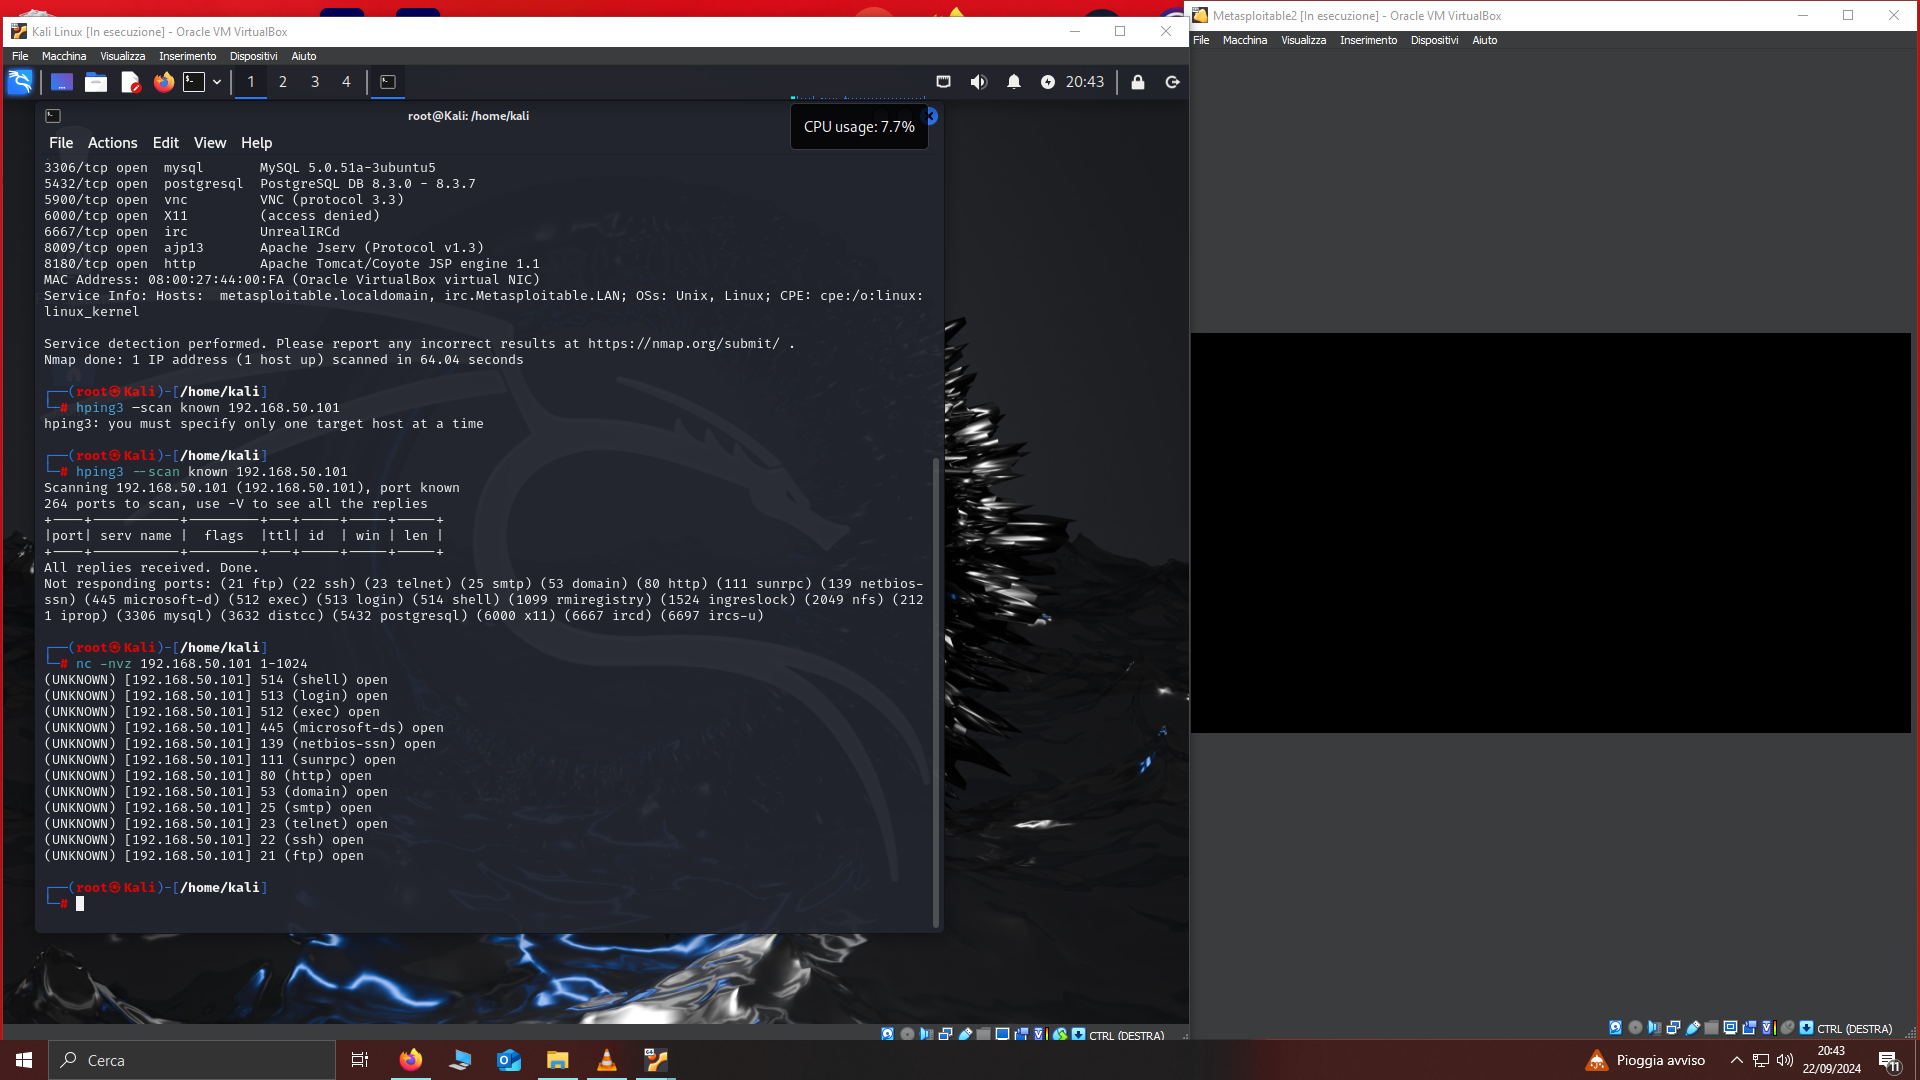 Kali Linux [In esecuzione] - Oracle VM VirtualBox
File Macchina Visualizza Inserimento Dispositivi Aiuto
1 2 3 4 20:43
root@Kali: /home/kali
CPU usage: 7.7%
File Actions Edit View Help
3306/tcp open  mysql       MySQL 5.0.51a-3ubuntu5
5432/tcp open  postgresql  PostgreSQL DB 8.3.0 - 8.3.7
5900/tcp open  vnc         VNC (protocol 3.3)
6000/tcp open  X11         (access denied)
6667/tcp open  irc         UnrealIRCd
8009/tcp open  ajp13       Apache Jserv (Protocol v1.3)
8180/tcp open  http        Apache Tomcat/Coyote JSP engine 1.1
MAC Address: 08:00:27:44:00:FA (Oracle VirtualBox virtual NIC)
Service Info: Hosts:  metasploitable.localdomain, irc.Metasploitable.LAN; OSs: Unix, Linux; CPE: cpe:/o:linux:
linux_kernel
Service detection performed. Please report any incorrect results at https://nmap.org/submit/ .
Nmap done: 1 IP address (1 host up) scanned in 64.04 seconds
┌──(root㉿Kali)-[/home/kali]
└─# hping3 —scan known 192.168.50.101
hping3: you must specify only one target host at a time
┌──(root㉿Kali)-[/home/kali]
└─# hping3 --scan known 192.168.50.101
Scanning 192.168.50.101 (192.168.50.101), port known
264 ports to scan, use -V to see all the replies
+----+-----------+---------+---+-----+-----+-----+
|port| serv name |  flags  |ttl| id  | win | len |
+----+-----------+---------+---+-----+-----+-----+
All replies received. Done.
Not responding ports: (21 ftp) (22 ssh) (23 telnet) (25 smtp) (53 domain) (80 http) (111 sunrpc) (139 netbios-
ssn) (445 microsoft-d) (512 exec) (513 login) (514 shell) (1099 rmiregistry) (1524 ingreslock) (2049 nfs) (212
1 iprop) (3306 mysql) (3632 distcc) (5432 postgresql) (6000 x11) (6667 ircd) (6697 ircs-u)
┌──(root㉿Kali)-[/home/kali]
└─# nc -nvz 192.168.50.101 1-1024
(UNKNOWN) [192.168.50.101] 514 (shell) open
(UNKNOWN) [192.168.50.101] 513 (login) open
(UNKNOWN) [192.168.50.101] 512 (exec) open
(UNKNOWN) [192.168.50.101] 445 (microsoft-ds) open
(UNKNOWN) [192.168.50.101] 139 (netbios-ssn) open
(UNKNOWN) [192.168.50.101] 111 (sunrpc) open
(UNKNOWN) [192.168.50.101] 80 (http) open
(UNKNOWN) [192.168.50.101] 53 (domain) open
(UNKNOWN) [192.168.50.101] 25 (smtp) open
(UNKNOWN) [192.168.50.101] 23 (telnet) open
(UNKNOWN) [192.168.50.101] 22 (ssh) open
(UNKNOWN) [192.168.50.101] 21 (ftp) open
┌──(root㉿Kali)-[/home/kali]
└─#
CTRL (DESTRA)
Metasploitable2 [In esecuzione] - Oracle VM VirtualBox
File Macchina Visualizza Inserimento Dispositivi Aiuto
CTRL (DESTRA)
Cerca
Pioggia avviso
20:43
22/09/2024
11